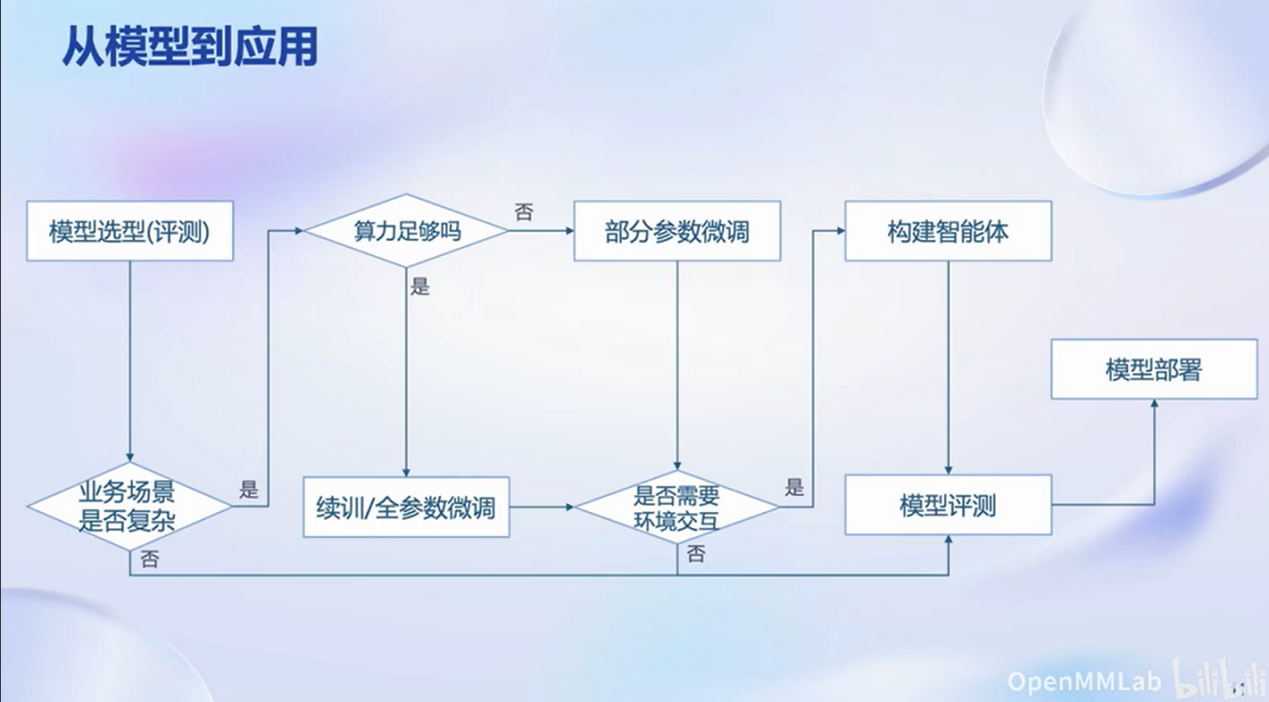 从模型到应用
模型选型(评测)
算力足够吗
否
部分参数微调
构建智能体
是
模型部署
业务场景
是否复杂
是
续训/全参数微调
是否需要
环境交互
是
模型评测
否
否
OpenMMLab
bilibili